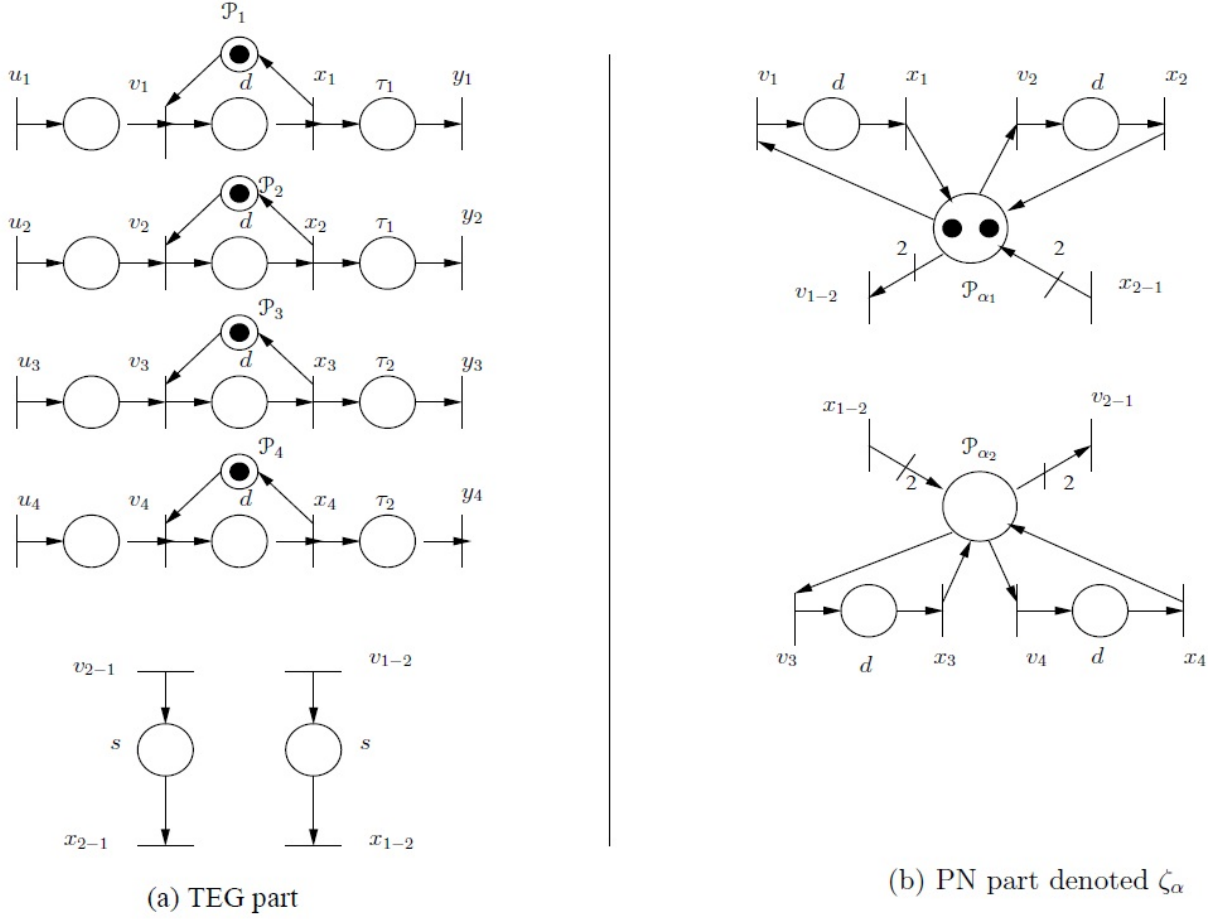 𝒫₁
u₁ v₁ d x₁ τ₁ y₁
𝒫₂
u₂ v₂ d x₂ τ₁ y₂
𝒫₃
u₃ v₃ d x₃ τ₂ y₃
𝒫₄
u₄ v₄ d x₄ τ₂ y₄
v₂₋₁ v₁₋₂
s s
x₂₋₁ x₁₋₂
(a) TEG part
v₁ d x₁ v₂ d x₂
2 2
v₁₋₂ 𝒫α₁ x₂₋₁
x₁₋₂ 𝒫α₂ v₂₋₁
2 2
v₃ d x₃ v₄ d x₄
(b) PN part denoted ζα